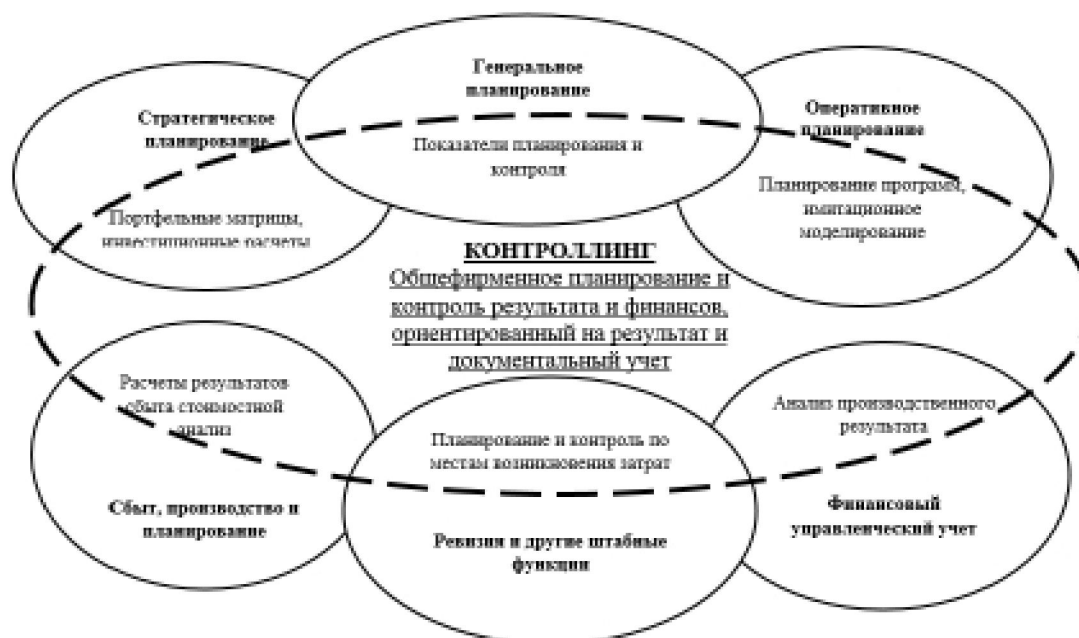 Генеральное
планирование
Показатели планирования и
контроля
Стратегическое
планирование
Портфельные матрицы,
инвестиционные расчеты
Оперативное
планирование
Планирование программ,
имитационное
моделирование
КОНТРОЛЛИНГ
Общефирменное планирование и
контроль результата и финансов,
ориентированный на результат и
документальный учет
Расчеты результатов
сбыта стоимостной
анализ
Сбыт, производство и
планирование
Планирование и контроль по
местам возникновения затрат
Ревизия и другие штабные
функции
Анализ производственного
результата
Финансовый
управленческий учет